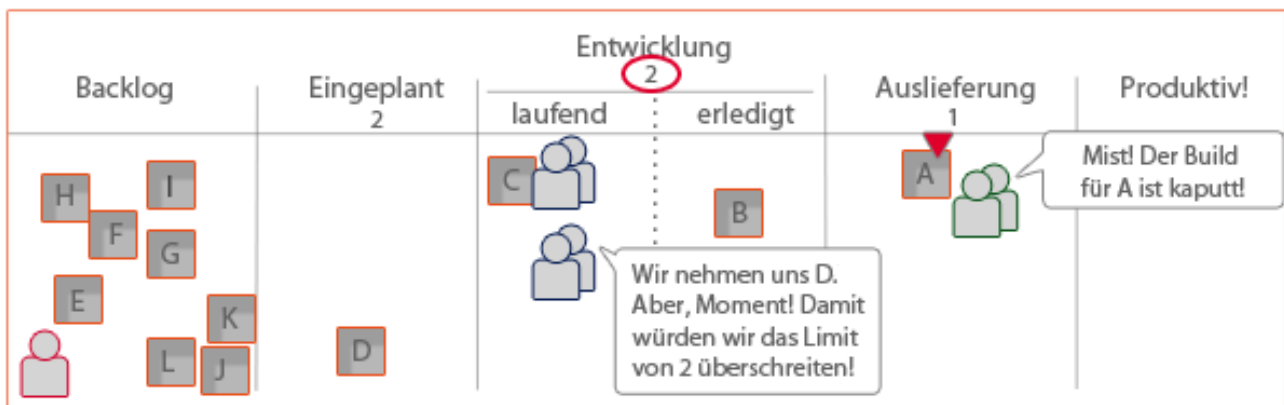 Entwicklung
2
Backlog
Eingeplant
2
laufend
erledigt
Auslieferung
1
Produktiv!
H
I
F
G
E
K
L
J
D
C
B
A
Mist! Der Build
für A ist kaputt!
Wir nehmen uns D.
Aber, Moment! Damit
würden wir das Limit
von 2 überschreiten!